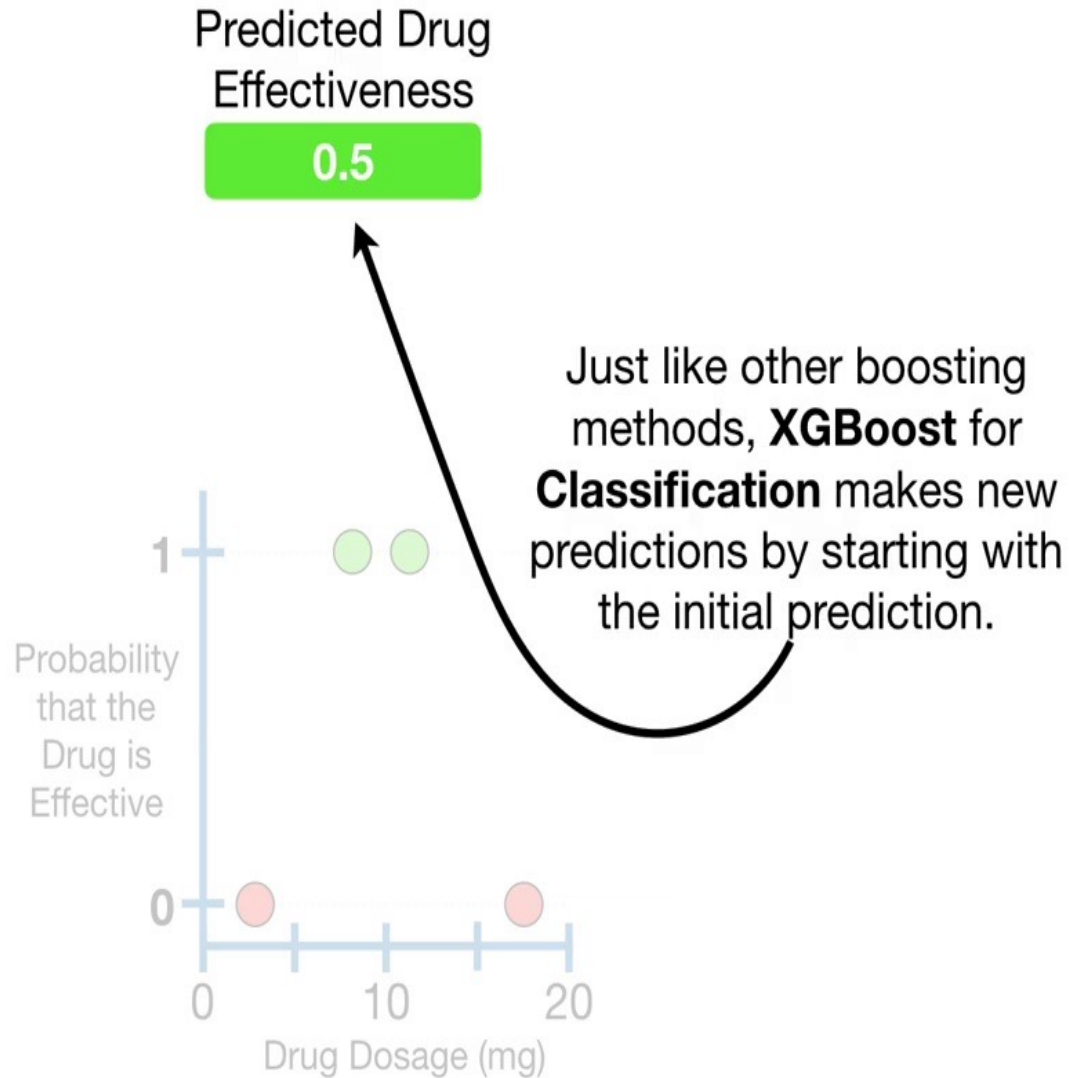 Predicted Drug
Effectiveness
0.5
Just like other boosting
methods, XGBoost for
Classification makes new
predictions by starting with
the initial prediction.
1
Probability
that the
Drug is
Effective
0
0 10 20
Drug Dosage (mg)